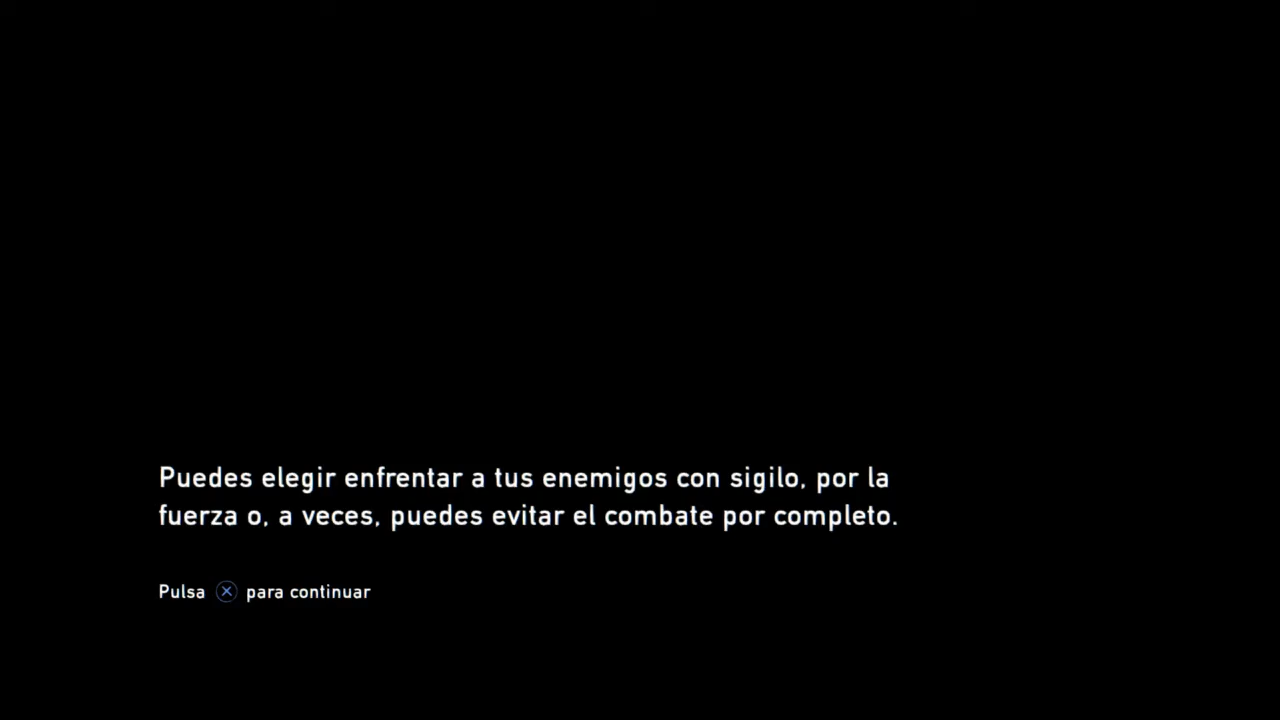 Puedes elegir enfrentar a tus enemigos con sigilo, por la
fuerza o, a veces, puedes evitar el combate por completo.
Pulsa ⓧ para continuar